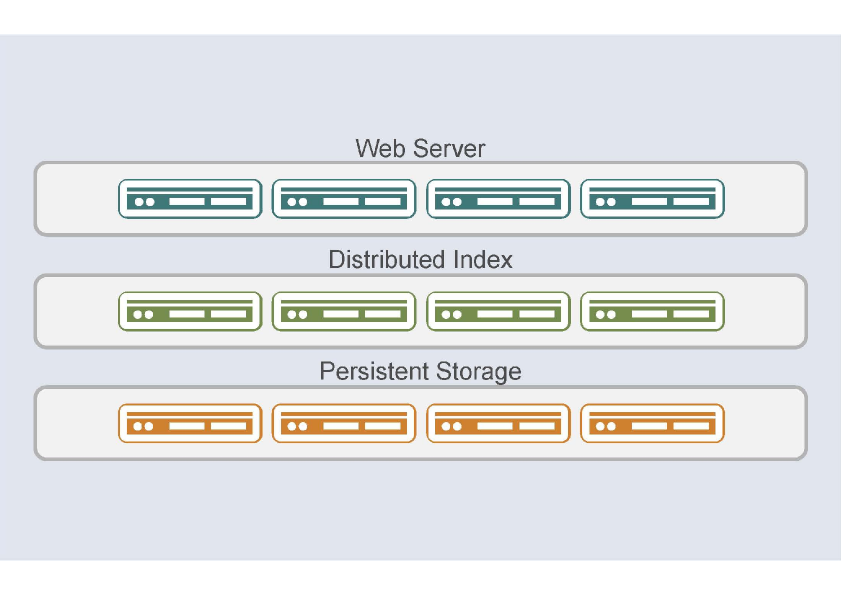 Web Server
Distributed Index
Persistent Storage